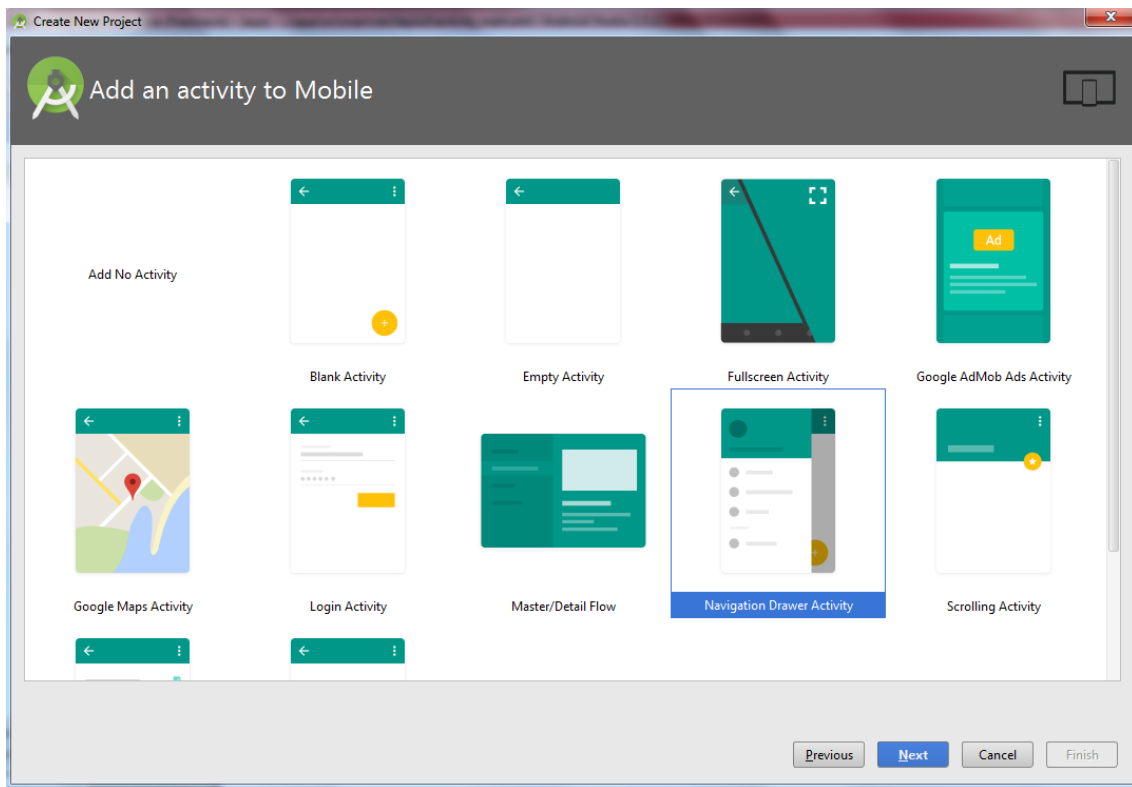 Create New Project
Add an activity to Mobile
Ad
Add No Activity
Blank Activity
Empty Activity
Fullscreen Activity
Google AdMob Ads Activity
Google Maps Activity
Login Activity
Master/Detail Flow
Navigation Drawer Activity
Scrolling Activity
Previous
Next
Cancel
Finish